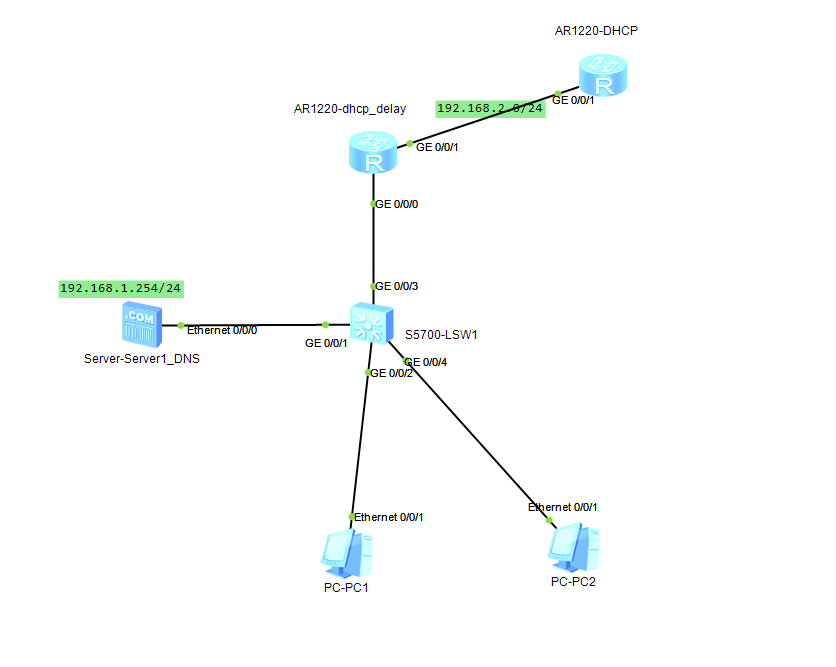 AR1220-DHCP
AR1220-dhcp_delay
192.168.2.0/24
GE 0/0/1
R
GE 0/0/1
R
GE 0/0/0
192.168.1.254/24
GE 0/0/3
.COM
Ethernet 0/0/0
GE 0/0/1
S5700-LSW1
Server-Server1_DNS
GE 0/0/4
GE 0/0/2
Ethernet 0/0/1
Ethernet 0/0/1
PC-PC1
PC-PC2